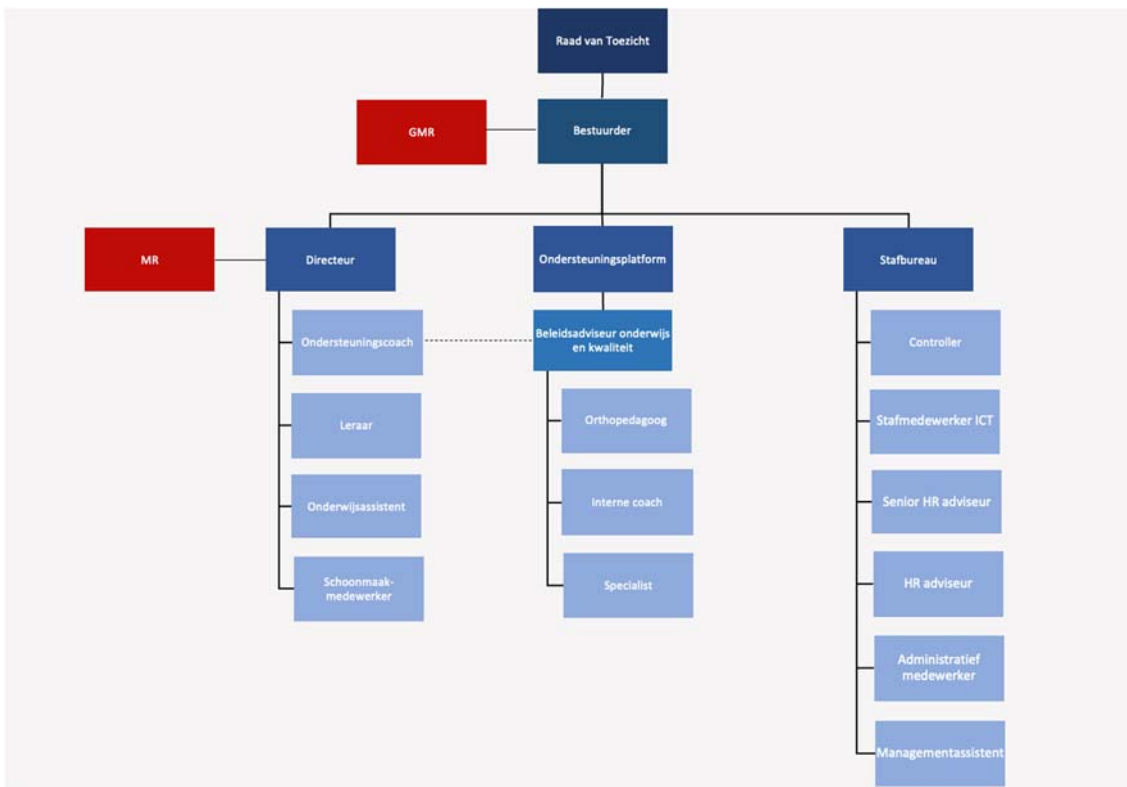 Raad van Toezicht
GMR
Bestuurder
MR
Directeur
Ondersteuningsplatform
Stafbureau
Ondersteuningscoach
Beleidsadviseur onderwijs
en kwaliteit
Controller
Leraar
Orthopedagoog
Stafmedewerker ICT
Onderwijsassistent
Interne coach
Senior HR adviseur
Schoonmaak-
medewerker
Specialist
HR adviseur
Administratief
medewerker
Managementassistent